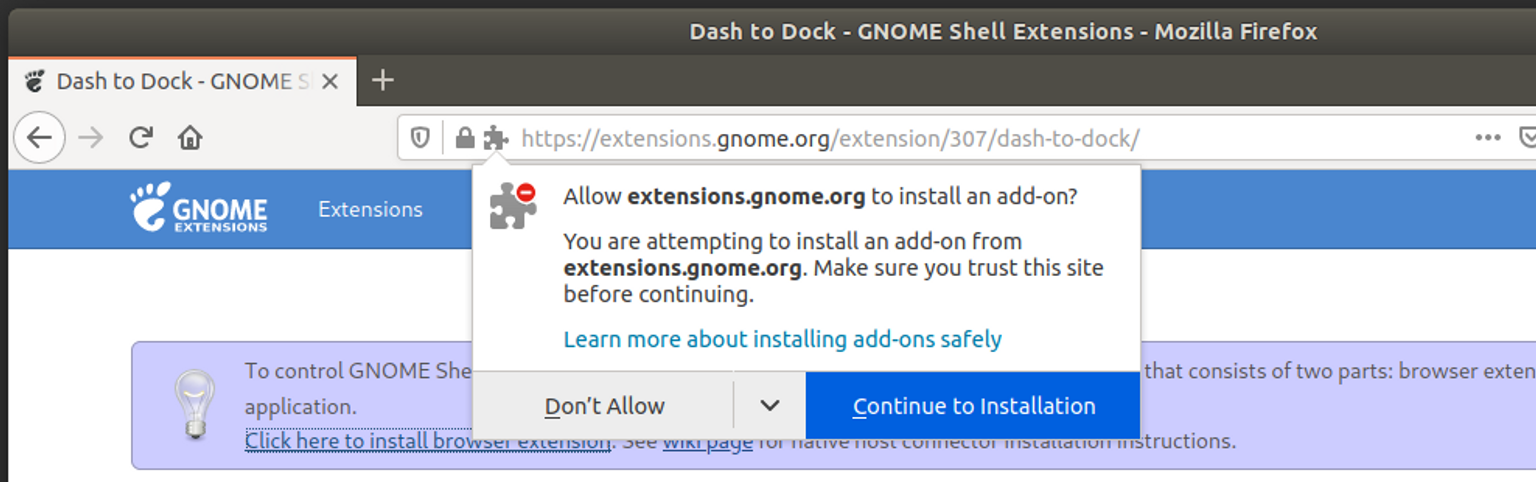 Dash to Dock - GNOME Shell Extensions - Mozilla Firefox
Dash to Dock - GNOME S
https://extensions.gnome.org/extension/307/dash-to-dock/
GNOME
EXTENSIONS
Extensions
Allow extensions.gnome.org to install an add-on?
You are attempting to install an add-on from
extensions.gnome.org. Make sure you trust this site
before continuing.
Learn more about installing add-ons safely
Don't Allow
Continue to Installation
To control GNOME She that consists of two parts: browser exten
application.
Click here to install browser extension. See wiki page for native host connector installation instructions.